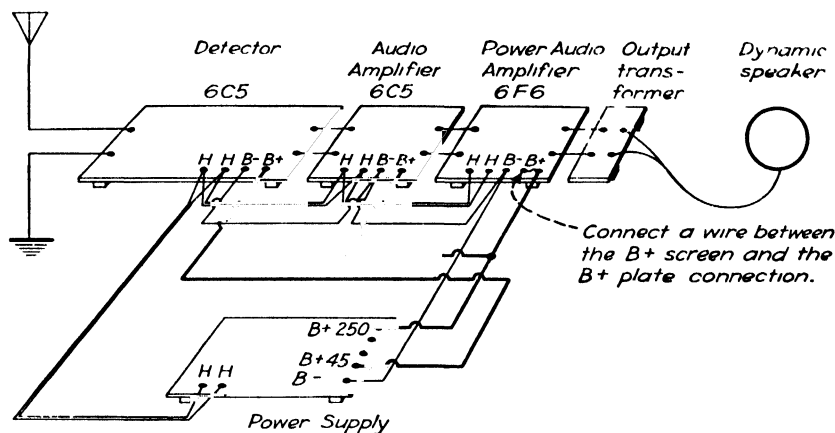 Detector
6C5
Audio
Amplifier
6C5
Power Audio
Amplifier
6F6
Output
trans-
former
Dynamic
speaker
H H B- B+
H H B- B+
H H B- B+
Connect a wire between
the B+ screen and the
B+ plate connection.
B+ 250
B+ 45
B-
H H
Power Supply